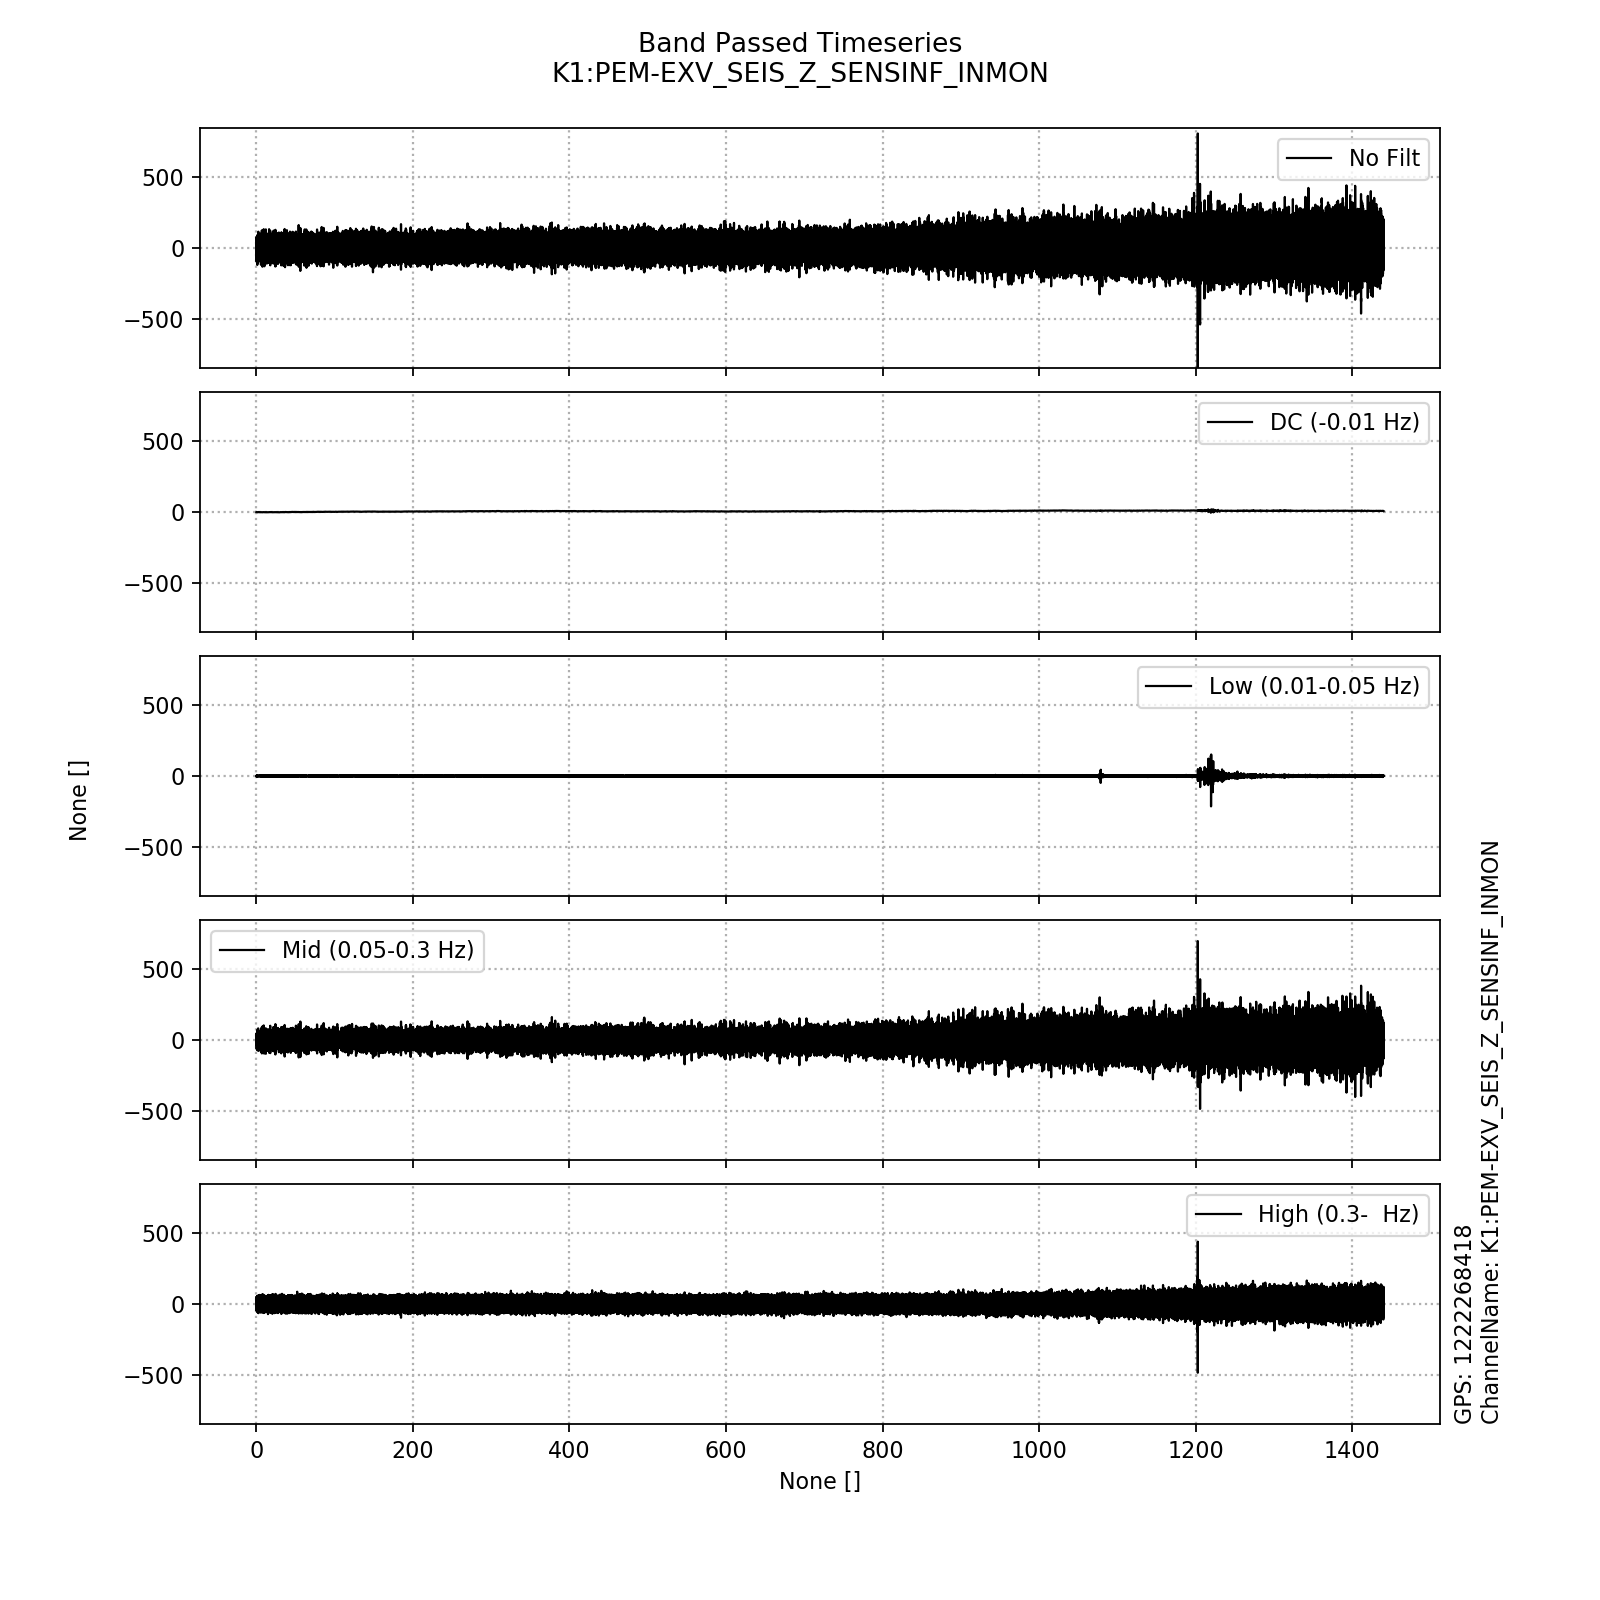 Band Passed Timeseries
K1:PEM-EXV_SEIS_Z_SENSINF_INMON
No Filt
500
0
−500
DC (-0.01 Hz)
500
0
−500
Low (0.01-0.05 Hz)
500
0
−500
None []
Mid (0.05-0.3 Hz)
500
0
−500
High (0.3-  Hz)
500
0
−500
0 200 400 600 800 1000 1200 1400
None []
GPS: 1222268418
ChannelName: K1:PEM-EXV_SEIS_Z_SENSINF_INMON